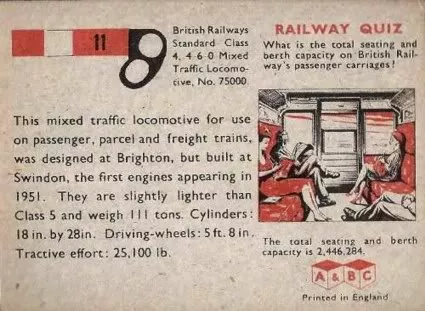 11
British Railways
Standard Class
4, 4-6-0 Mixed
Traffic Locomo-
tive, No. 75000.
This mixed traffic locomotive for use
on passenger, parcel and freight trains,
was designed at Brighton, but built at
Swindon, the first engines appearing in
1951. They are slightly lighter than
Class 5 and weigh 111 tons. Cylinders:
18 in. by 28in. Driving-wheels: 5 ft. 8 in.
Tractive effort: 25,100 lb.
RAILWAY QUIZ
What is the total seating and
berth capacity on British Rail-
way's passenger carriages?
The total seating and berth
capacity is 2,446,284.
A & B C
Printed in England